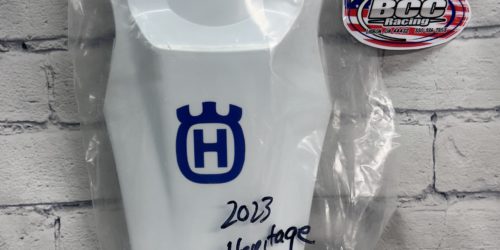 BCC
Racing
H
2023
Heritage